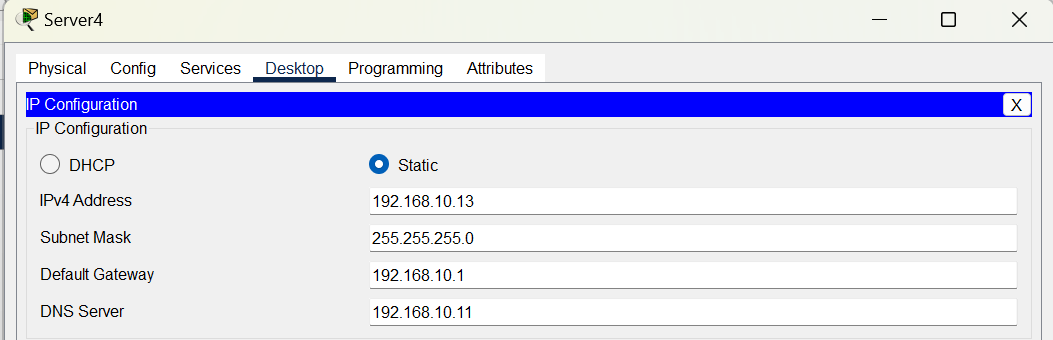 Server4
Physical Config Services Desktop Programming Attributes
IP Configuration X
IP Configuration
DHCP Static
IPv4 Address 192.168.10.13
Subnet Mask 255.255.255.0
Default Gateway 192.168.10.1
DNS Server 192.168.10.11